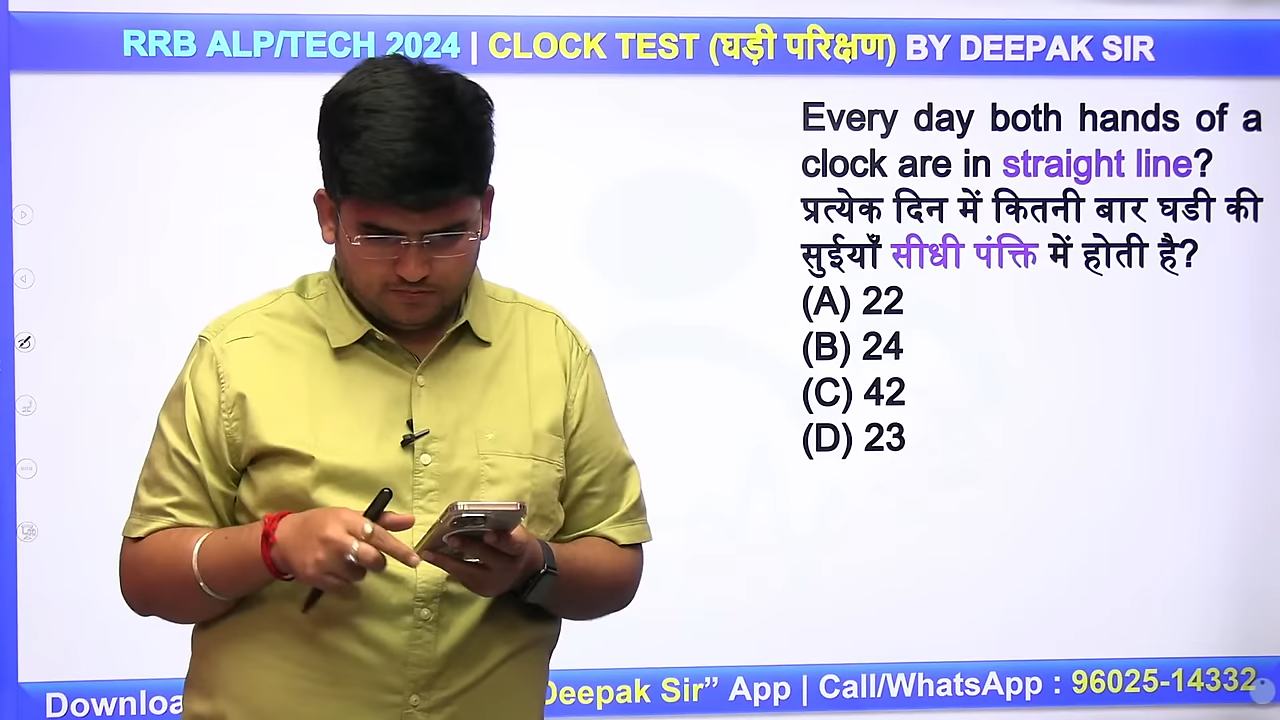 RRB ALP/TECH 2024 | CLOCK TEST (घड़ी परिक्षण) BY DEEPAK SIR
Every day both hands of a
clock are in straight line?
प्रत्येक दिन में कितनी बार घडी की
सुईयाँ सीधी पंक्ति में होती है?
(A) 22
(B) 24
(C) 42
(D) 23
Deepak Sir” App | Call/WhatsApp : 96025-14332